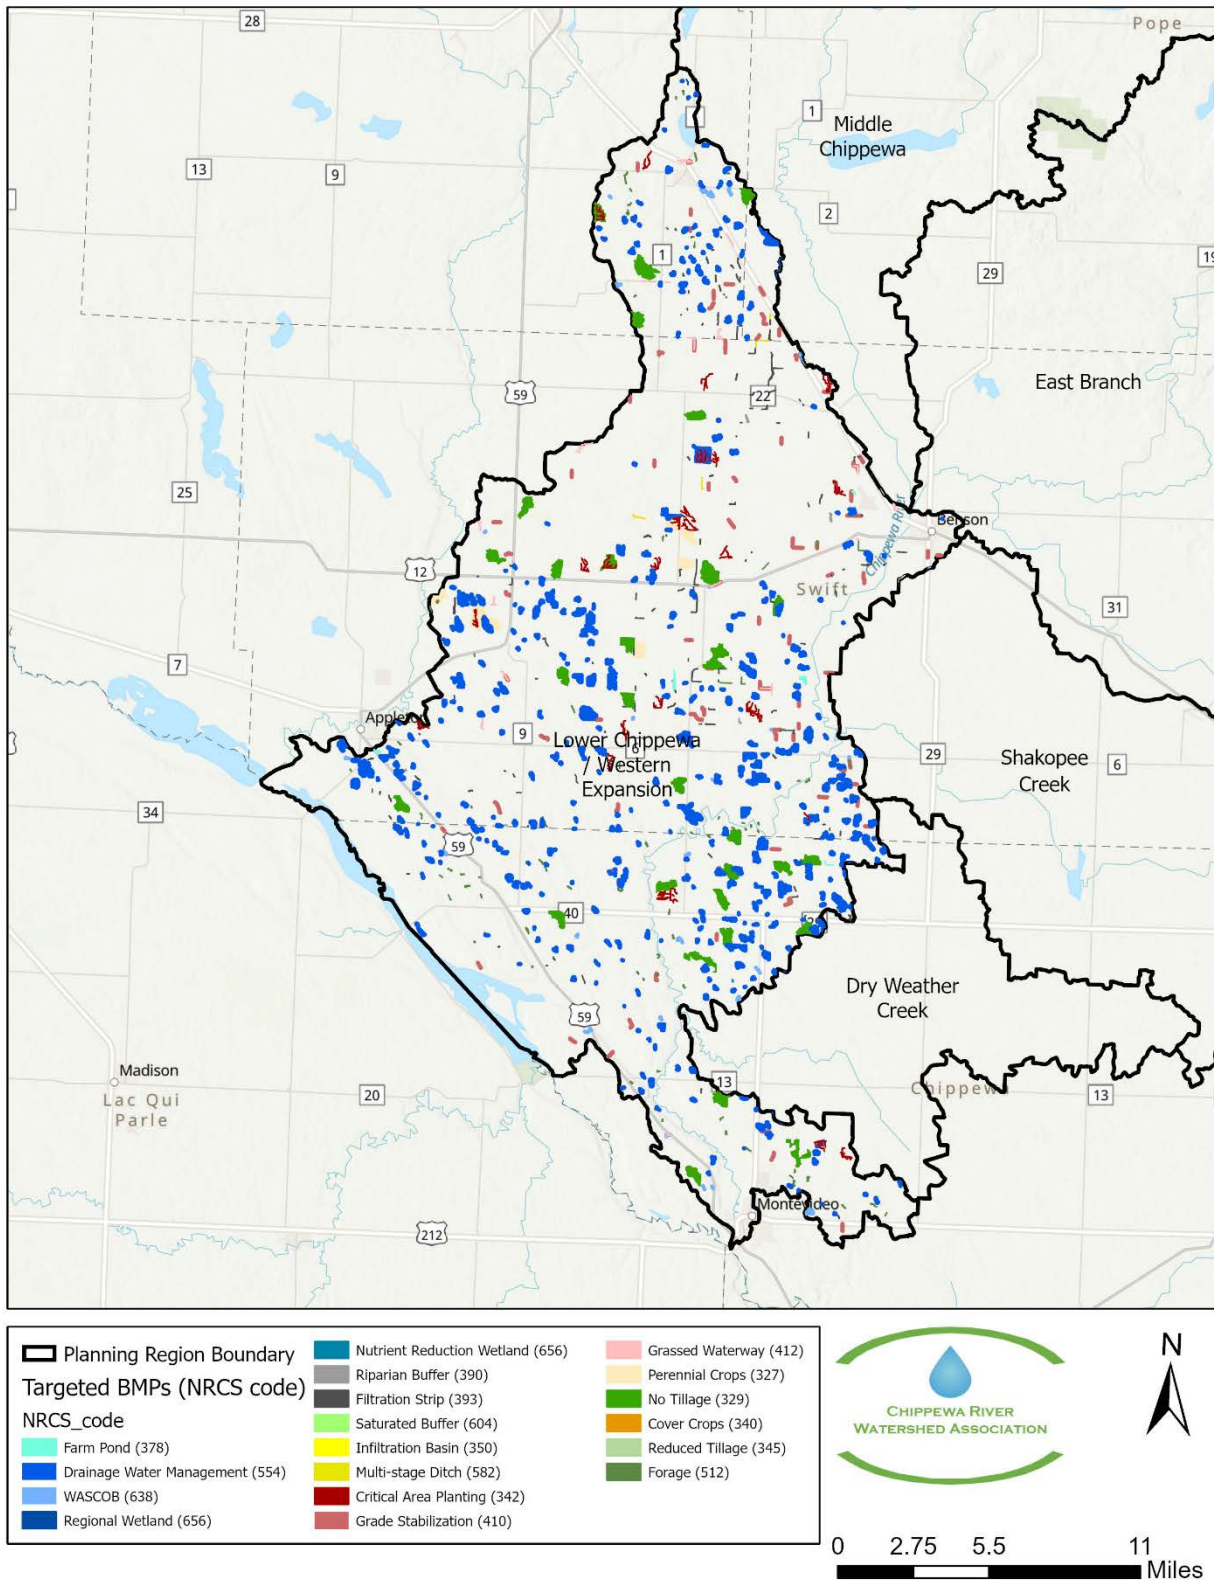 28
Pope
1
Middle
Chippewa
13
9
2
1
19
29
East Branch
59
22
25
Chippewa River
Benson
12
Swift
31
7
Appleton
9
6
Lower Chippewa
/ Western
Expansion
29
Shakopee
Creek
6
34
59
40
Dry Weather
Creek
59
Madison
Lac Qui
Parle
20
13
Chippewa
13
Montevideo
212
Planning Region Boundary
Targeted BMPs (NRCS code)
NRCS_code
Farm Pond (378)
Drainage Water Management (554)
WASCOB (638)
Regional Wetland (656)
Nutrient Reduction Wetland (656)
Riparian Buffer (390)
Filtration Strip (393)
Saturated Buffer (604)
Infiltration Basin (350)
Multi-stage Ditch (582)
Critical Area Planting (342)
Grade Stabilization (410)
Grassed Waterway (412)
Perennial Crops (327)
No Tillage (329)
Cover Crops (340)
Reduced Tillage (345)
Forage (512)
CHIPPEWA RIVER
WATERSHED ASSOCIATION
N
0 2.75 5.5 11
Miles